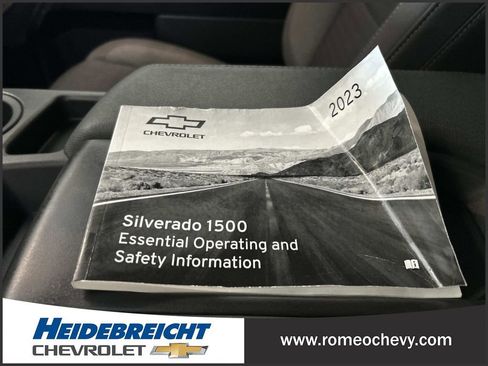 CHEVROLET
2023
Silverado 1500
Essential Operating and
Safety Information
HEIDEBREICHT
CHEVROLET
www.romeochevy.com